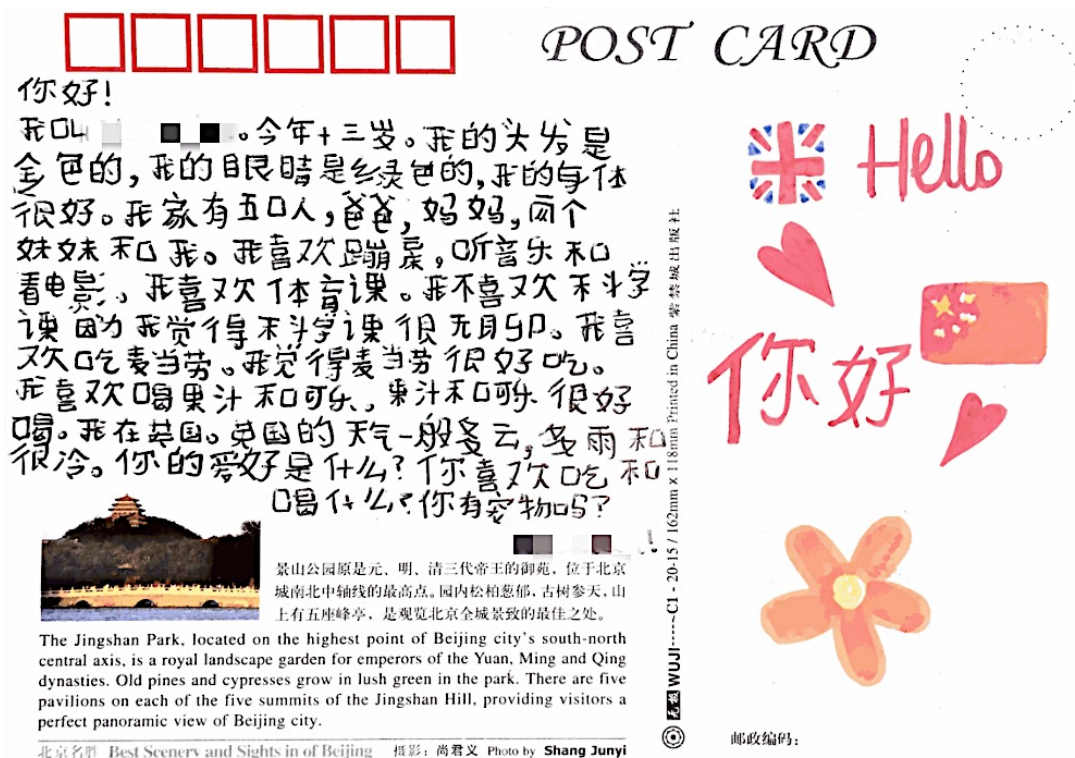 POST CARD
你好！
我叫
。今年十三岁。我的头发是
金色的，我的眼睛是绿色的，我的身体
很好。我家有五口人，爸爸，妈妈，两个
妹妹和我。我喜欢蹦床，听音乐和
看电影。我喜欢体育课。我不喜欢科学
课因为我觉得科学课很无聊。我喜
欢吃麦当劳。我觉得麦当劳很好吃。
我喜欢喝果汁和可乐，果汁和可乐很好
喝。我在英国。英国的天气一般多云，多雨和
很冷。你的爱好是什么？你喜欢吃和
喝什么？你有宠物吗？
！
景山公园原是元、明、清三代帝王的御苑，位于北京
城南北中轴线的最高点。园内松柏葱郁，古树参天，山
上有五座峰亭，是观览北京全城景致的最佳之处。
The Jingshan Park, located on the highest point of Beijing city's south-north
central axis, is a royal landscape garden for emperors of the Yuan, Ming and Qing
dynasties. Old pines and cypresses grow in lush green in the park. There are five
pavilions on each of the five summits of the Jingshan Hill, providing visitors a
perfect panoramic view of Beijing city.
北京名胜 Best Scenery and Sights in of Beijing 摄影：尚君义 Photo by Shang Junyi
无极 WUJI-----C1 - 20-15 / 162mm x 118mm Printed in China 紫禁城出版社
Hello
你好
邮政编码：